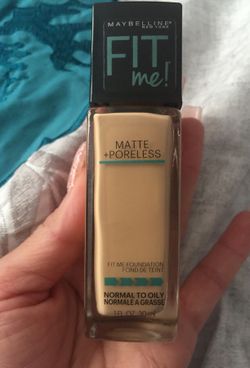 MAYBELLINE
NEW YORK
FIT
me!
MATTE
+PORELESS
FIT ME FOUNDATION
FOND DE TEINT
NORMAL TO OILY
NORMALE À GRASSE
1 FL. OZ. 30 mL